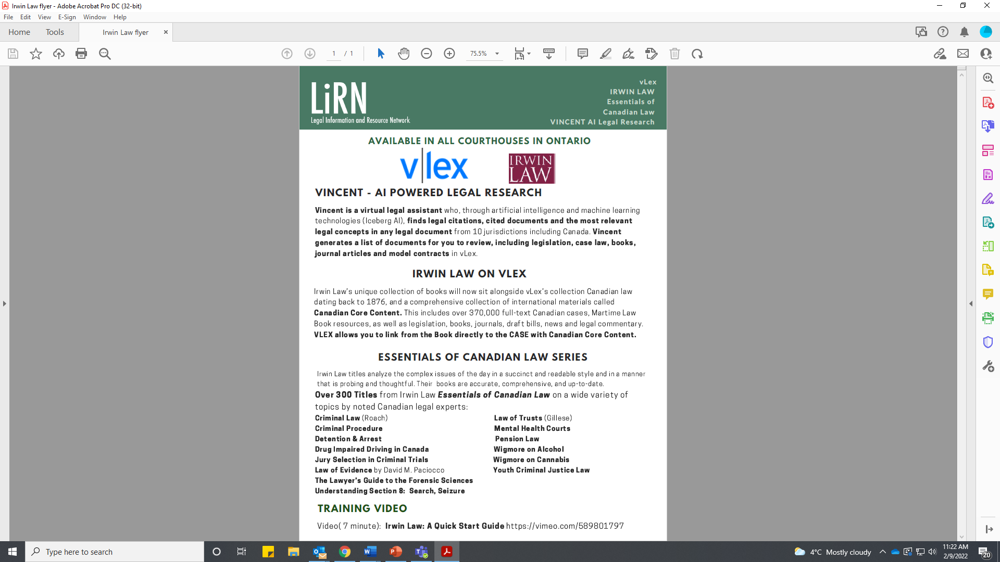 Irwin Law flyer - Adobe Acrobat Pro DC (32-bit)
File Edit View E-Sign Window Help
Home Tools Irwin Law flyer
1 / 1 75.5%
LiRN
Legal Information and Resource Network
vLex
IRWIN LAW
Essentials of
Canadian Law
VINCENT AI Legal Research
AVAILABLE IN ALL COURTHOUSES IN ONTARIO
v|lex
IRWIN
LAW
VINCENT - AI POWERED LEGAL RESEARCH
Vincent is a virtual legal assistant who, through artificial intelligence and machine learning
technologies (Iceberg AI), finds legal citations, cited documents and the most relevant
legal concepts in any legal document from 10 jurisdictions including Canada. Vincent
generates a list of documents for you to review, including legislation, case law, books,
journal articles and model contracts in vLex.
IRWIN LAW ON VLEX
Irwin Law's unique collection of books will now sit alongside vLex's collection Canadian law
dating back to 1876, and a comprehensive collection of international materials called
Canadian Core Content. This includes over 370,000 full-text Canadian cases, Martime Law
Book resources, as well as legislation, books, journals, draft bills, news and legal commentary.
VLEX allows you to link from the Book directly to the CASE with Canadian Core Content.
ESSENTIALS OF CANADIAN LAW SERIES
Irwin Law titles analyze the complex issues of the day in a succinct and readable style and in a manner
that is probing and thoughtful. Their books are accurate, comprehensive, and up-to-date.
Over 300 Titles from Irwin Law Essentials of Canadian Law on a wide variety of
topics by noted Canadian legal experts:
Criminal Law (Roach)
Criminal Procedure
Detention & Arrest
Drug Impaired Driving in Canada
Jury Selection in Criminal Trials
Law of Evidence by David M. Paciocco
The Lawyer's Guide to the Forensic Sciences
Understanding Section 8: Search, Seizure
Law of Trusts (Gillese)
Mental Health Courts
Pension Law
Wigmore on Alcohol
Wigmore on Cannabis
Youth Criminal Justice Law
TRAINING VIDEO
Video( 7 minute): Irwin Law: A Quick Start Guide https://vimeo.com/589801797
Type here to search
4°C Mostly cloudy
11:22 AM
2/9/2022
20